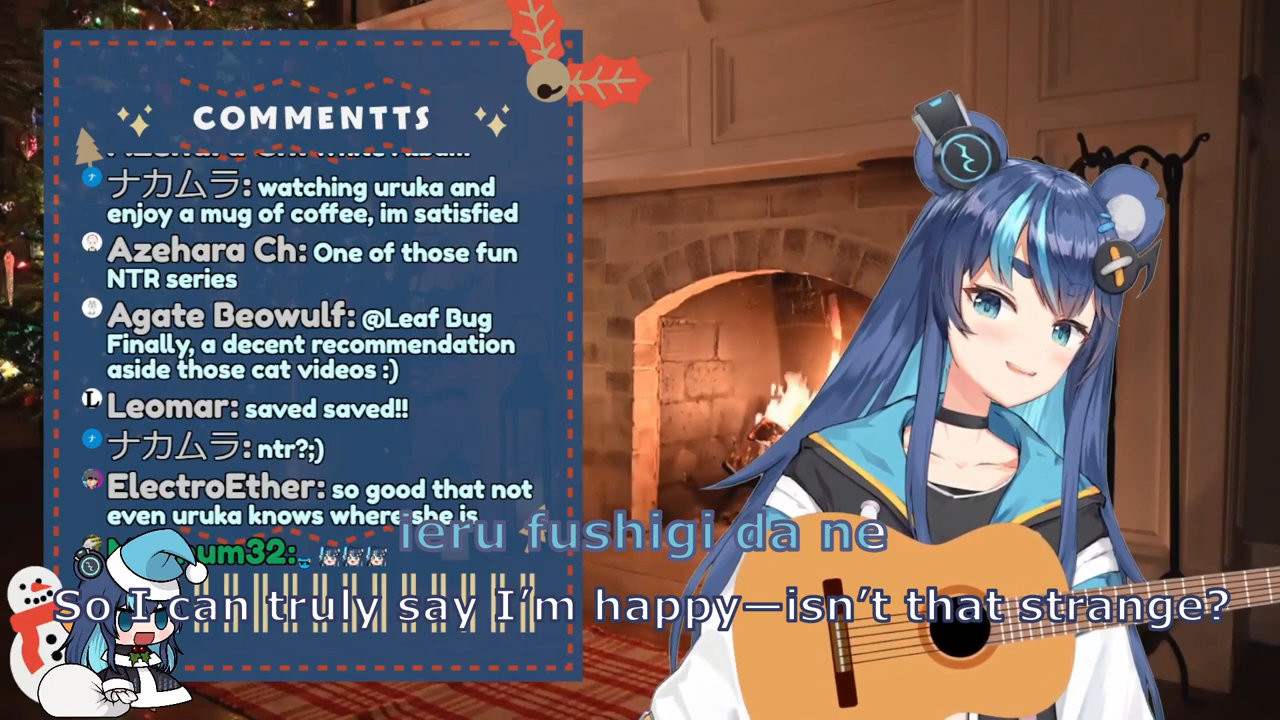 COMMENTTS
ナカムラ: watching uruka and
enjoy a mug of coffee, im satisfied
Azehara Ch: One of those fun
NTR series
Agate Beowulf: @Leaf Bug
Finally, a decent recommendation
aside those cat videos :)
Leomar: saved saved!!
ナカムラ: ntr?;)
ElectroEther: so good that not
even uruka knows where she is
um32:
ieru fushigi da ne
So I can truly say I’m happy—isn’t that strange?